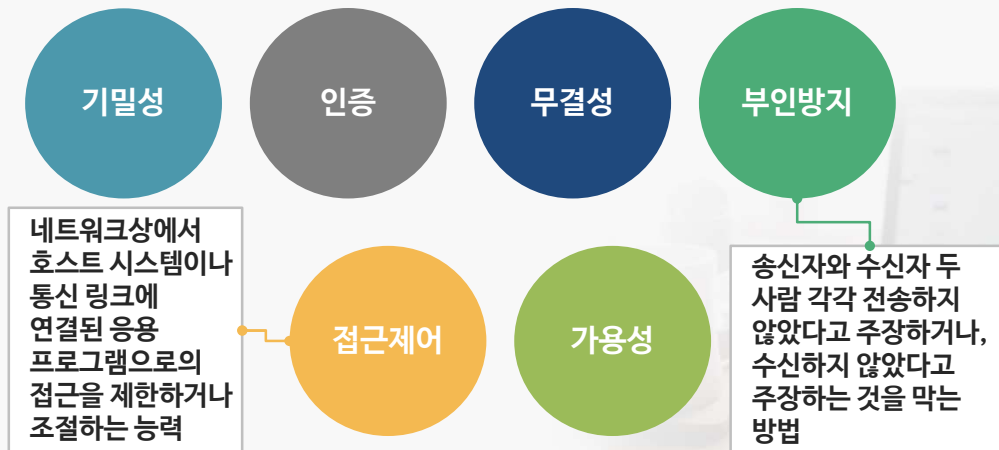 기밀성
인증
무결성
부인방지
네트워크상에서
호스트 시스템이나
통신 링크에
연결된 응용
프로그램으로의
접근을 제한하거나
조절하는 능력
접근제어
가용성
송신자와 수신자 두
사람 각각 전송하지
않았다고 주장하거나,
수신하지 않았다고
주장하는 것을 막는
방법